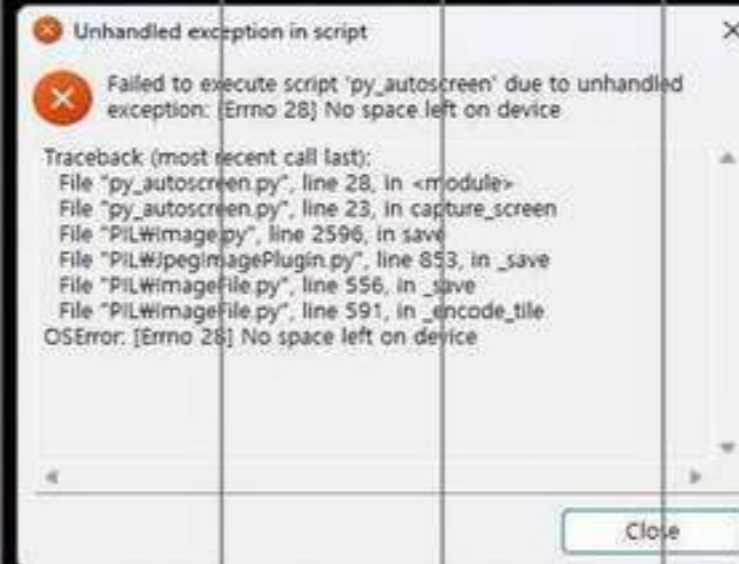 Unhandled exception in script
Failed to execute script 'py_autoscreen' due to unhandled
exception: [Errno 28] No space left on device
Traceback (most recent call last):
File "py_autoscreen.py", line 28, in <module>
File "py_autoscreen.py", line 23, in capture_screen
File "PIL₩Image.py", line 2596, in save
File "PIL₩JpegImagePlugin.py", line 853, in _save
File "PIL₩ImageFile.py", line 556, in _save
File "PIL₩ImageFile.py", line 591, in _encode_tile
OSError: [Errno 28] No space left on device
Close